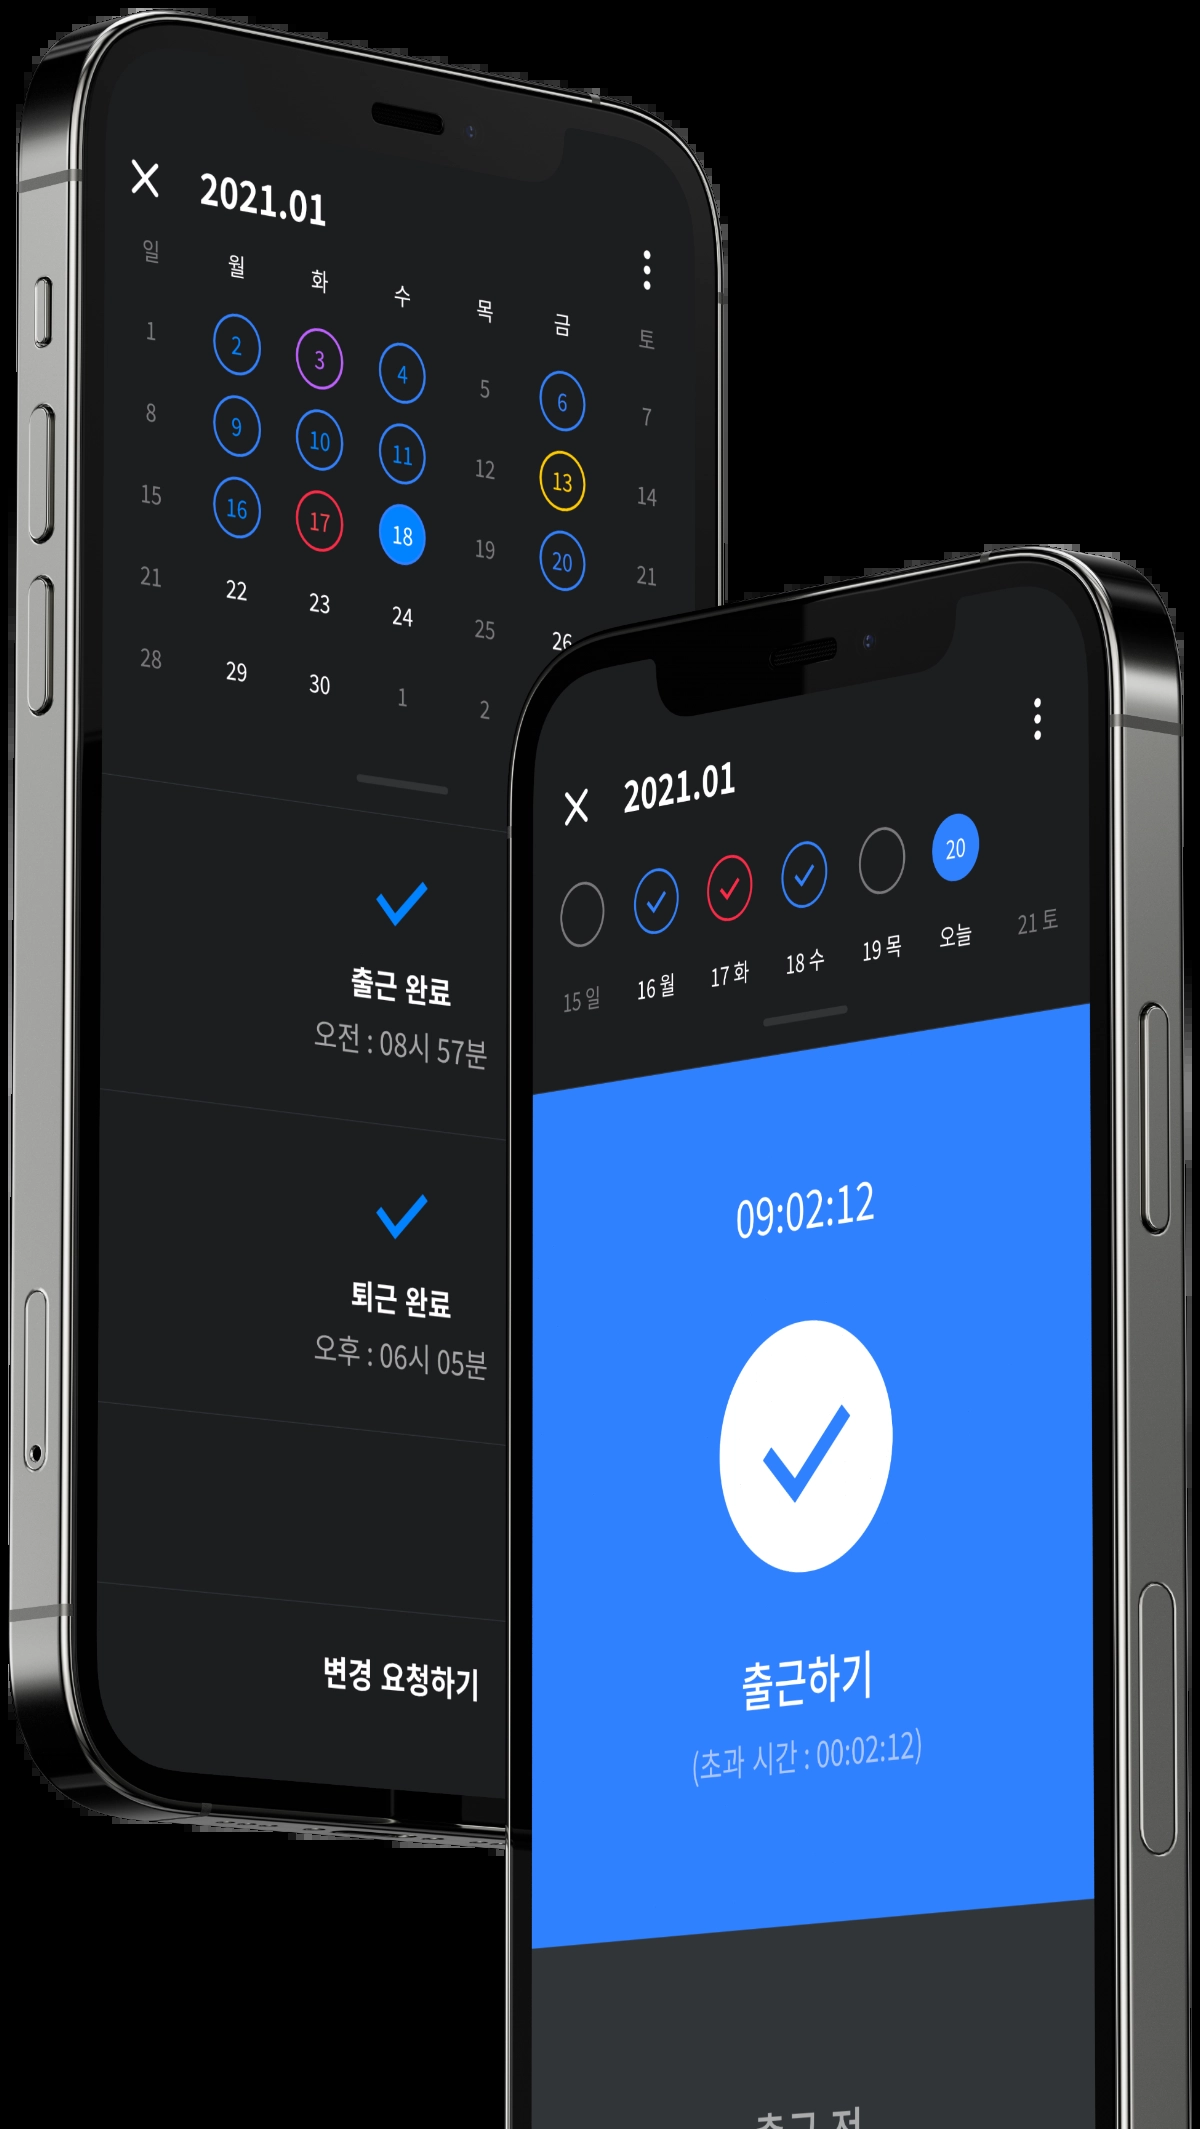 2021.01
일 월 화 수 목 금 토
1 2 3 4 5 6 7
8 9 10 11 12 13 14
15 16 17 18 19 20 21
21 22 23 24 25 26
28 29 30 1 2
출근 완료
오전 : 08시 57분
퇴근 완료
오후 : 06시 05분
변경 요청하기
2021.01
20
15 일 16 월 17 화 18 수 19 목 오늘 21 토
09:02:12
출근하기
(초과 시간 : 00:02:12)